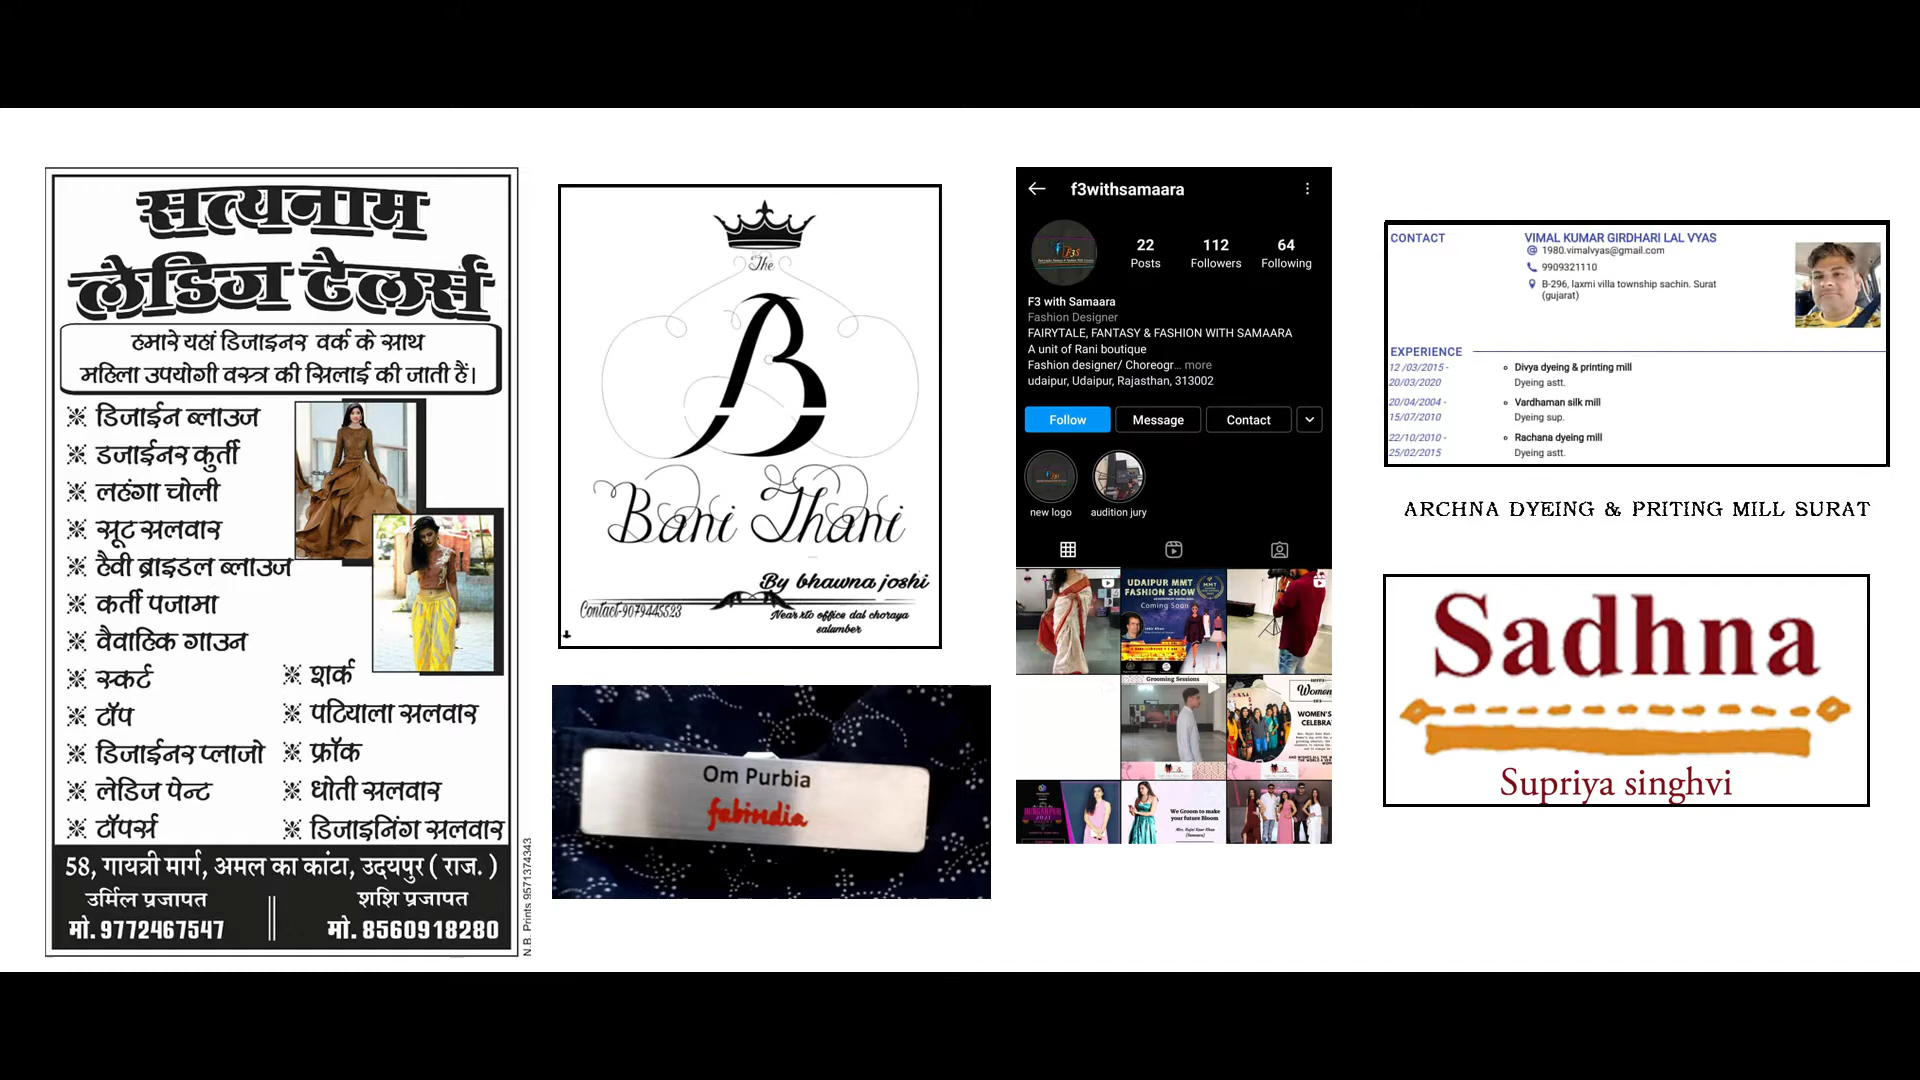 सत्यनाम
लेडिज टेलर्स
हमारे यहां डिजाइनर वर्क के साथ
महिला उपयोगी वस्त्र की सिलाई की जाती हैं।
डिजाईन ब्लाउज
डजाईनर कुर्ती
लहंगा चोली
सूट सलवार
हैवी ब्राइडल ब्लाउज
कर्ती पजामा
वैवाहिक गाउन
स्कर्ट
टॉप
डिजाईनर प्लाजो
लेडिज पेन्ट
टॉपर्स
शर्क
पटियाला सलवार
फ्रॉक
धोती सलवार
डिजाइनिंग सलवार
58, गायत्री मार्ग, अमल का कांटा, उदयपुर ( राज. )
उर्मिल प्रजापत
मो. 9772467547
शशि प्रजापत
मो. 8560918280
N.B. Prints 9571374343
The
B
Bani Thani
By bhawna joshi
Contact-9079445523
Near rto office dal choraya
salumber
Om Purbia
fabindia
f3withsamaara
22
Posts
112
Followers
64
Following
F3 with Samaara
Fashion Designer
FAIRYTALE, FANTASY & FASHION WITH SAMAARA
A unit of Rani boutique
Fashion designer/ Choreogr... more
udaipur, Udaipur, Rajasthan, 313002
Follow
Message
Contact
new logo
audition jury
UDAIPUR MMT
FASHION SHOW
Coming Soon
Grooming Sessions
Women
WOMEN'S
CELEBRA
We Groom to make
your future Bloom
CONTACT
VIMAL KUMAR GIRDHARI LAL VYAS
1980.vimalvyas@gmail.com
9909321110
B-296, laxmi villa township sachin. Surat
(gujarat)
EXPERIENCE
12 /03/2015 -
20/03/2020
Divya dyeing & printing mill
Dyeing astt.
20/04/2004 -
15/07/2010
Vardhaman silk mill
Dyeing sup.
22/10/2010 -
25/02/2015
Rachana dyeing mill
Dyeing astt.
ARCHNA DYEING & PRITING MILL SURAT
Sadhna
Supriya singhvi